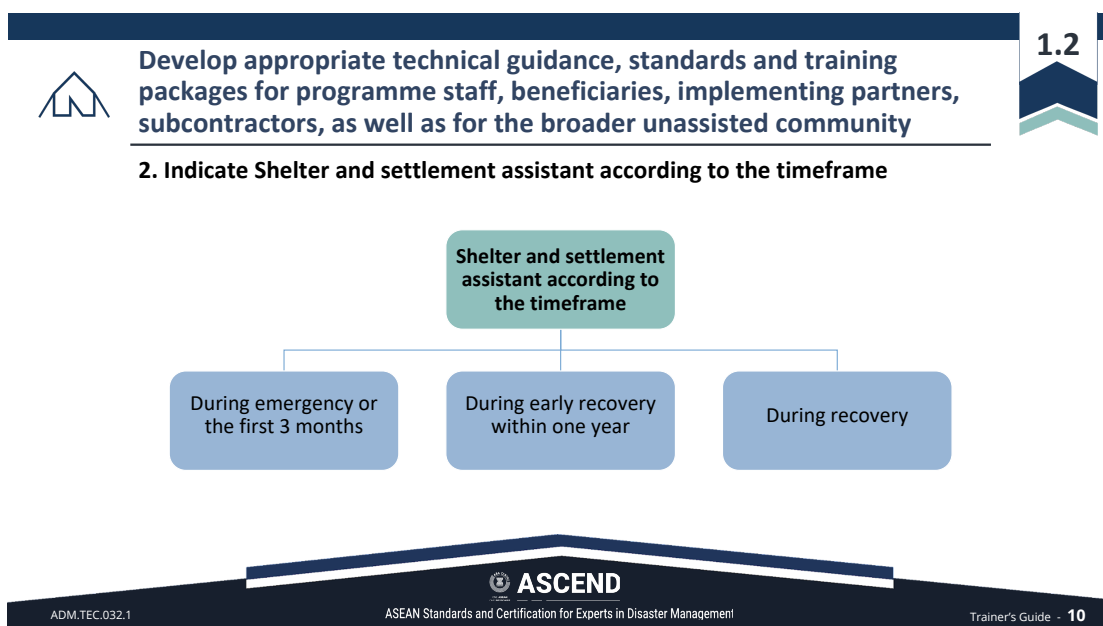 1.2
Develop appropriate technical guidance, standards and training
packages for programme staff, beneficiaries, implementing partners,
subcontractors, as well as for the broader unassisted community
2. Indicate Shelter and settlement assistant according to the timeframe
Shelter and settlement
assistant according to
the timeframe
During emergency or
the first 3 months
During early recovery
within one year
During recovery
ASCEND
ADM.TEC.032.1
ASEAN Standards and Certification for Experts in Disaster Management
Trainer's Guide - 10